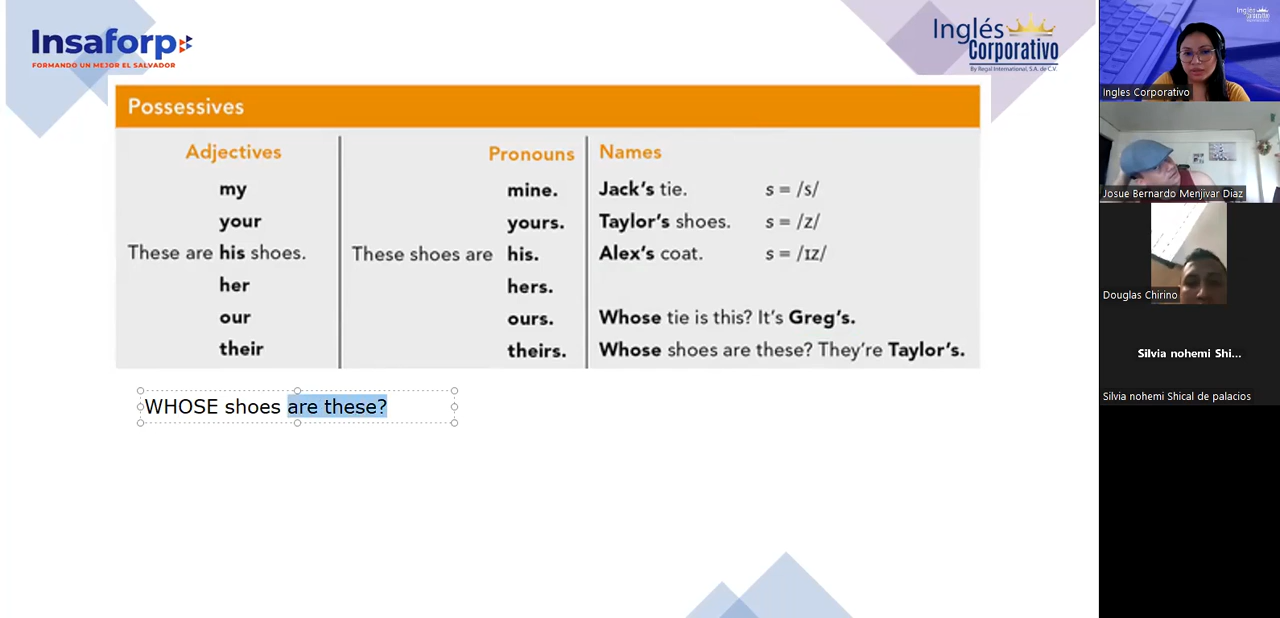 Insaforp
FORMANDO UN MEJOR EL SALVADOR
Inglés
Corporativo
By Regal International, S.A. de C.V.
Possessives
Adjectives
my
your
These are his shoes.
her
our
their
Pronouns
mine.
yours.
These shoes are his.
hers.
ours.
theirs.
Names
Jack's tie. s = /s/
Taylor's shoes. s = /z/
Alex's coat. s = /ɪz/
Whose tie is this? It's Greg's.
Whose shoes are these? They're Taylor's.
WHOSE shoes are these?
Inglés
Ingles Corporativo
Josue Bernardo Menjivar Diaz
Douglas Chirino
Silvia nohemi Shi...
Silvia nohemi Shical de palacios